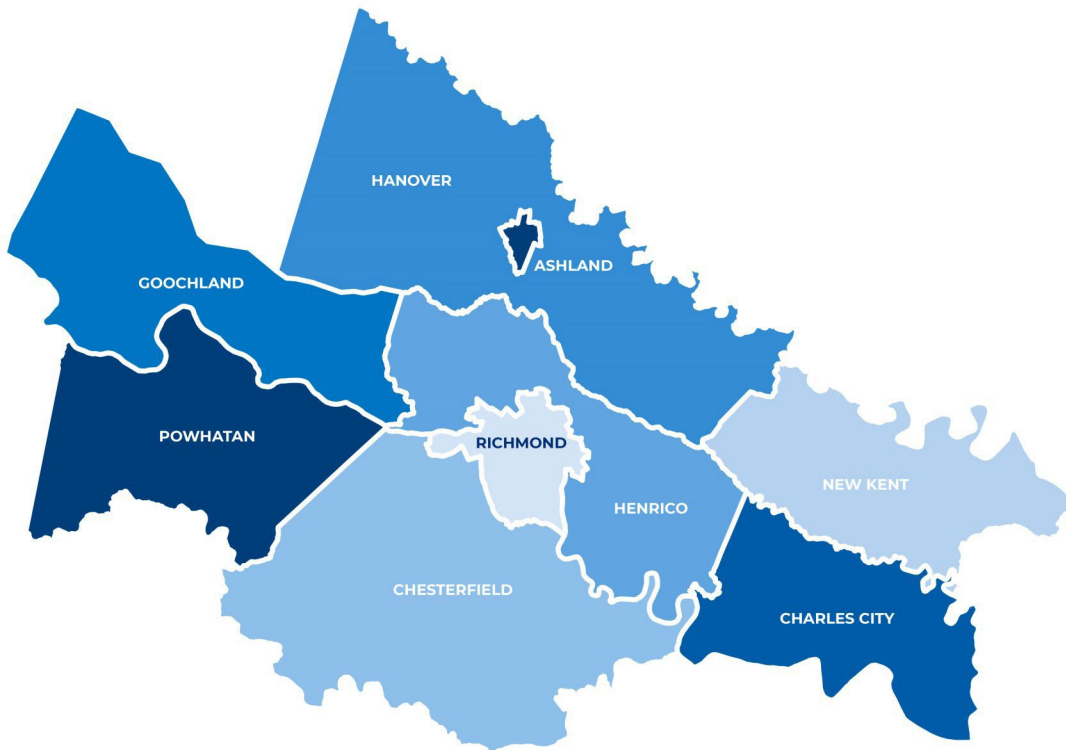 HANOVER
ASHLAND
GOOCHLAND
POWHATAN
RICHMOND
NEW KENT
HENRICO
CHESTERFIELD
CHARLES CITY